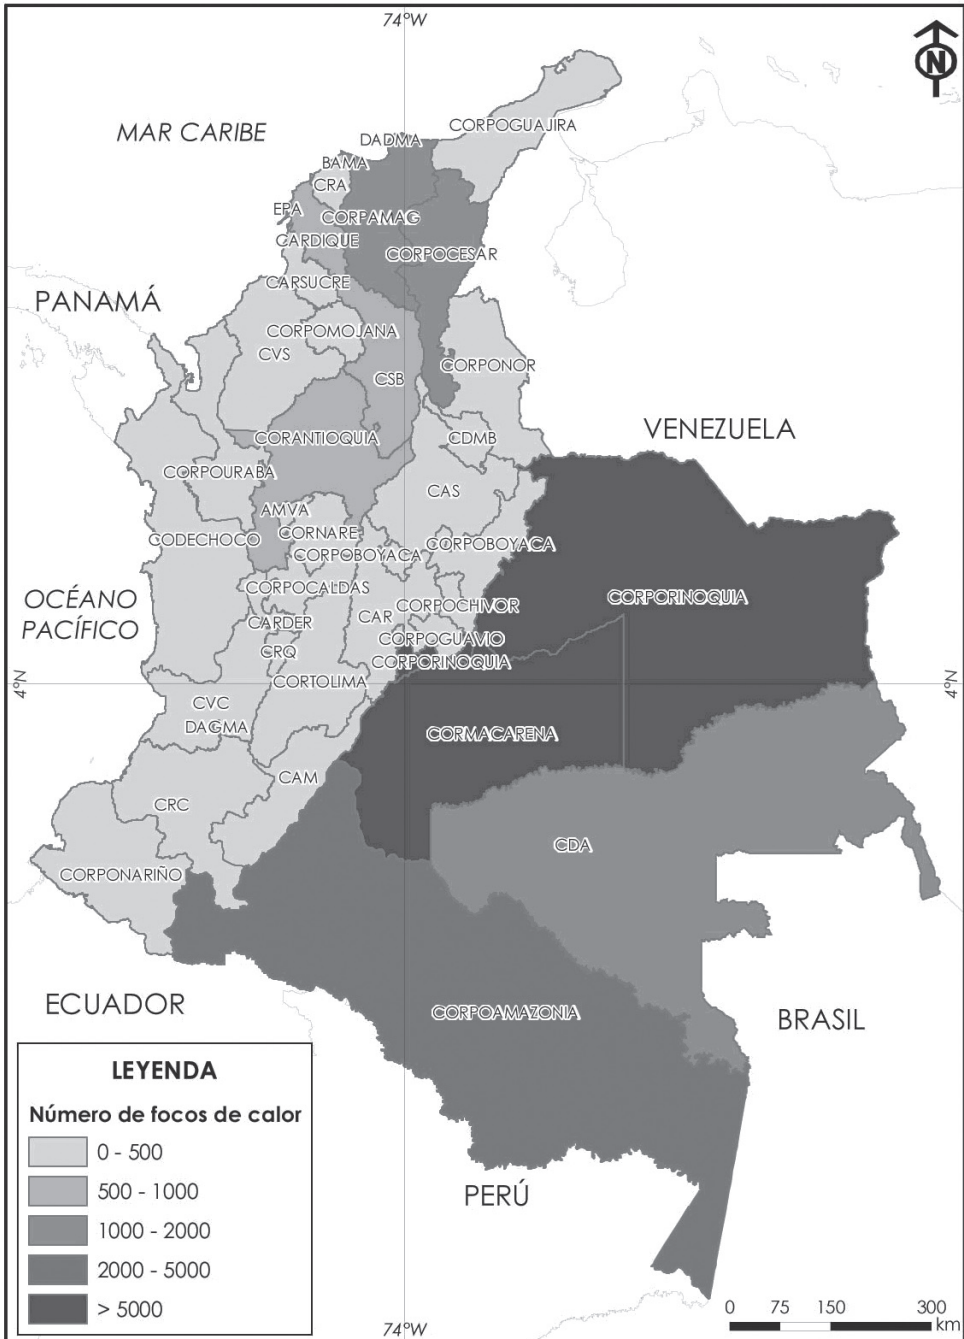 74°W
N
MAR CARIBE
CORPOGUAJIRA
DADMA
BAMA
CRA
EPA
CORPAMAG
CARDIQUE
CORPOCESAR
CARSUCRE
PANAMÁ
CORPOMOJANA
CVS
CSB
CORPONOR
VENEZUELA
CORANTIOQUIA
CDMB
CORPOURABA
CAS
AMVA
CORNARE
CODECHOCO
CORPOBOYACA
CORPOBOYACA
OCÉANO
PACÍFICO
CORPOCALDAS
CORPOCHIVOR
CORPORINOQUIA
CARDER
CAR
CORPOGUAVIO
CRQ
CORPORINOQUIA
4°N
CORTOLIMA
4°N
CVC
DAGMA
CORMACARENA
CAM
CRC
CDA
CORPONARIÑO
ECUADOR
CORPOAMAZONIA
BRASIL
PERÚ
LEYENDA
Número de focos de calor
0 - 500
500 - 1000
1000 - 2000
2000 - 5000
> 5000
0 75 150 300
km
74°W